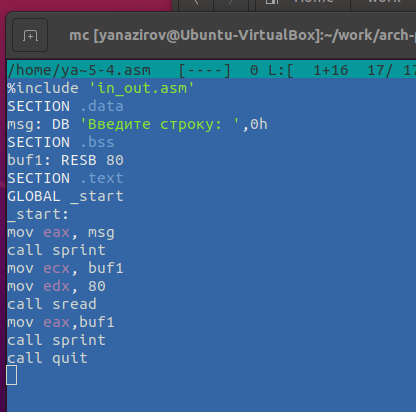 Home work
mc [yanazirov@Ubuntu-VirtualBox]:~/work/arch-
/home/ya~5-4.asm [----] 0 L:[ 1+16 17/ 17
%include 'in_out.asm'
SECTION .data
msg: DB 'Введите строку: ',0h
SECTION .bss
buf1: RESB 80
SECTION .text
GLOBAL _start
_start:
mov eax, msg
call sprint
mov ecx, buf1
mov edx, 80
call sread
mov eax,buf1
call sprint
call quit